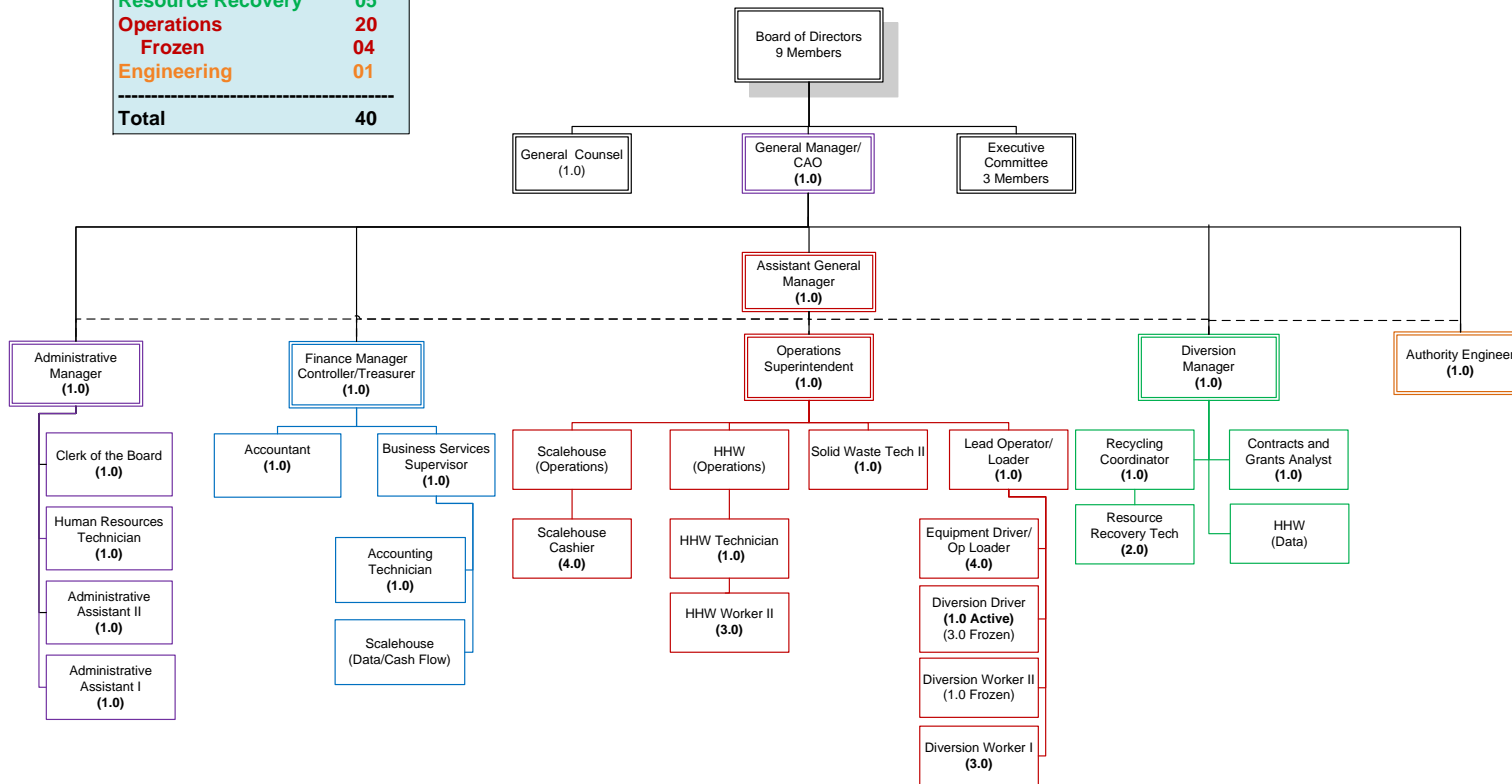 Resource Recovery 05
Operations 20
Frozen 04
Engineering 01
------------------------------------------
Total 40
Board of Directors
9 Members
General Counsel
(1.0)
General Manager/
CAO
(1.0)
Executive
Committee
3 Members
Assistant General
Manager
(1.0)
Administrative
Manager
(1.0)
Finance Manager
Controller/Treasurer
(1.0)
Operations
Superintendent
(1.0)
Diversion
Manager
(1.0)
Authority Engineer
(1.0)
Clerk of the Board
(1.0)
Human Resources
Technician
(1.0)
Administrative
Assistant II
(1.0)
Administrative
Assistant I
(1.0)
Accountant
(1.0)
Business Services
Supervisor
(1.0)
Accounting
Technician
(1.0)
Scalehouse
(Data/Cash Flow)
Scalehouse
(Operations)
Scalehouse
Cashier
(4.0)
HHW
(Operations)
HHW Technician
(1.0)
HHW Worker II
(3.0)
Solid Waste Tech II
(1.0)
Lead Operator/
Loader
(1.0)
Equipment Driver/
Op Loader
(4.0)
Diversion Driver
(1.0 Active)
(3.0 Frozen)
Diversion Worker II
(1.0 Frozen)
Diversion Worker I
(3.0)
Recycling
Coordinator
(1.0)
Resource
Recovery Tech
(2.0)
Contracts and
Grants Analyst
(1.0)
HHW
(Data)